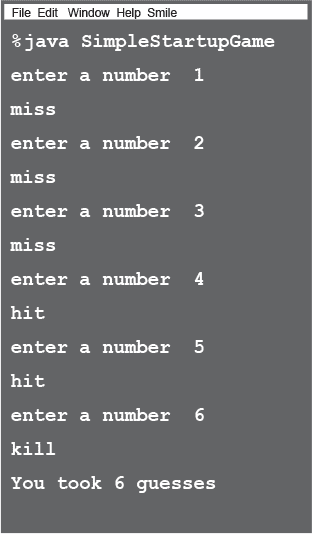 File Edit Window Help Smile
%java SimpleStartupGame
enter a number 1
miss
enter a number 2
miss
enter a number 3
miss
enter a number 4
hit
enter a number 5
hit
enter a number 6
kill
You took 6 guesses